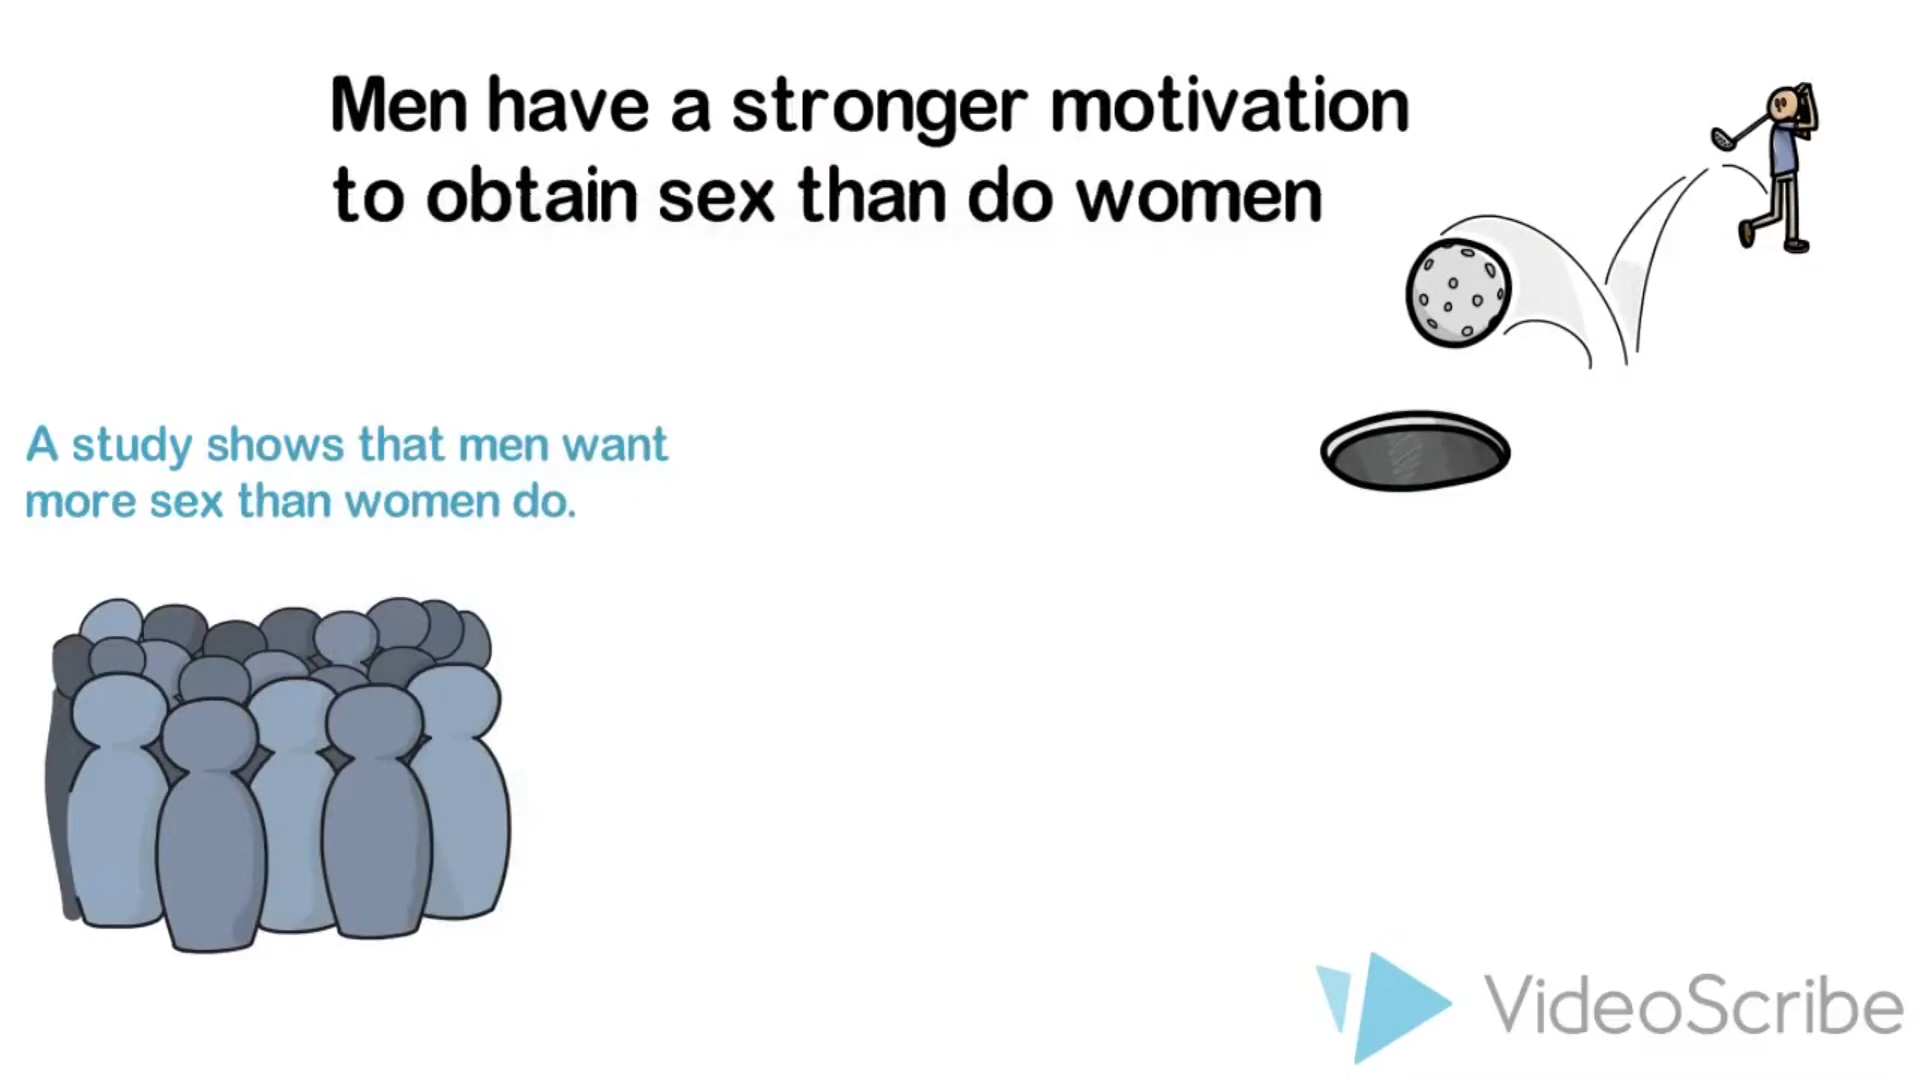 Men have a stronger motivation
to obtain sex than do women
A study shows that men want
more sex than women do.
VideoScribe